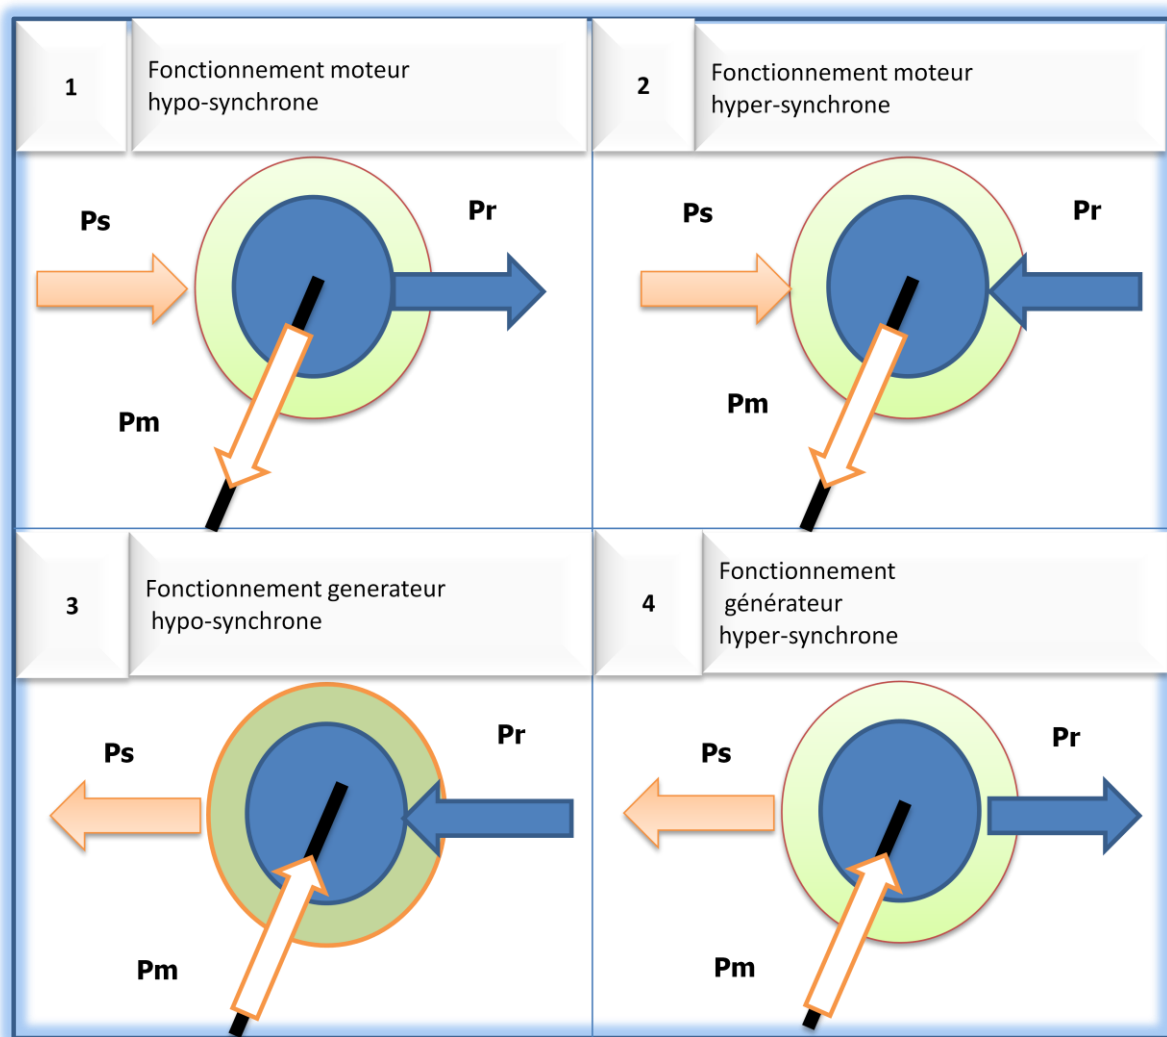 1
Fonctionnement moteur
hypo-synchrone
2
Fonctionnement moteur
hyper-synchrone
Ps
Pr
Pm
Ps
Pr
Pm
3
Fonctionnement generateur
hypo-synchrone
4
Fonctionnement
générateur
hyper-synchrone
Ps
Pr
Pm
Ps
Pr
Pm